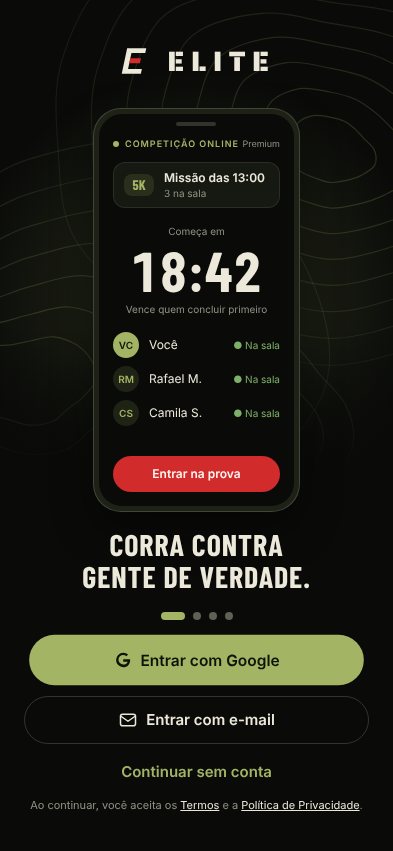 E ELITE
COMPETIÇÃO ONLINE Premium
5K
Missão das 13:00
3 na sala
Começa em
18:42
Vence quem concluir primeiro
VC Você Na sala
RM Rafael M. Na sala
CS Camila S. Na sala
Entrar na prova
CORRA CONTRA
GENTE DE VERDADE.
G Entrar com Google
Entrar com e-mail
Continuar sem conta
Ao continuar, você aceita os Termos e a Política de Privacidade.